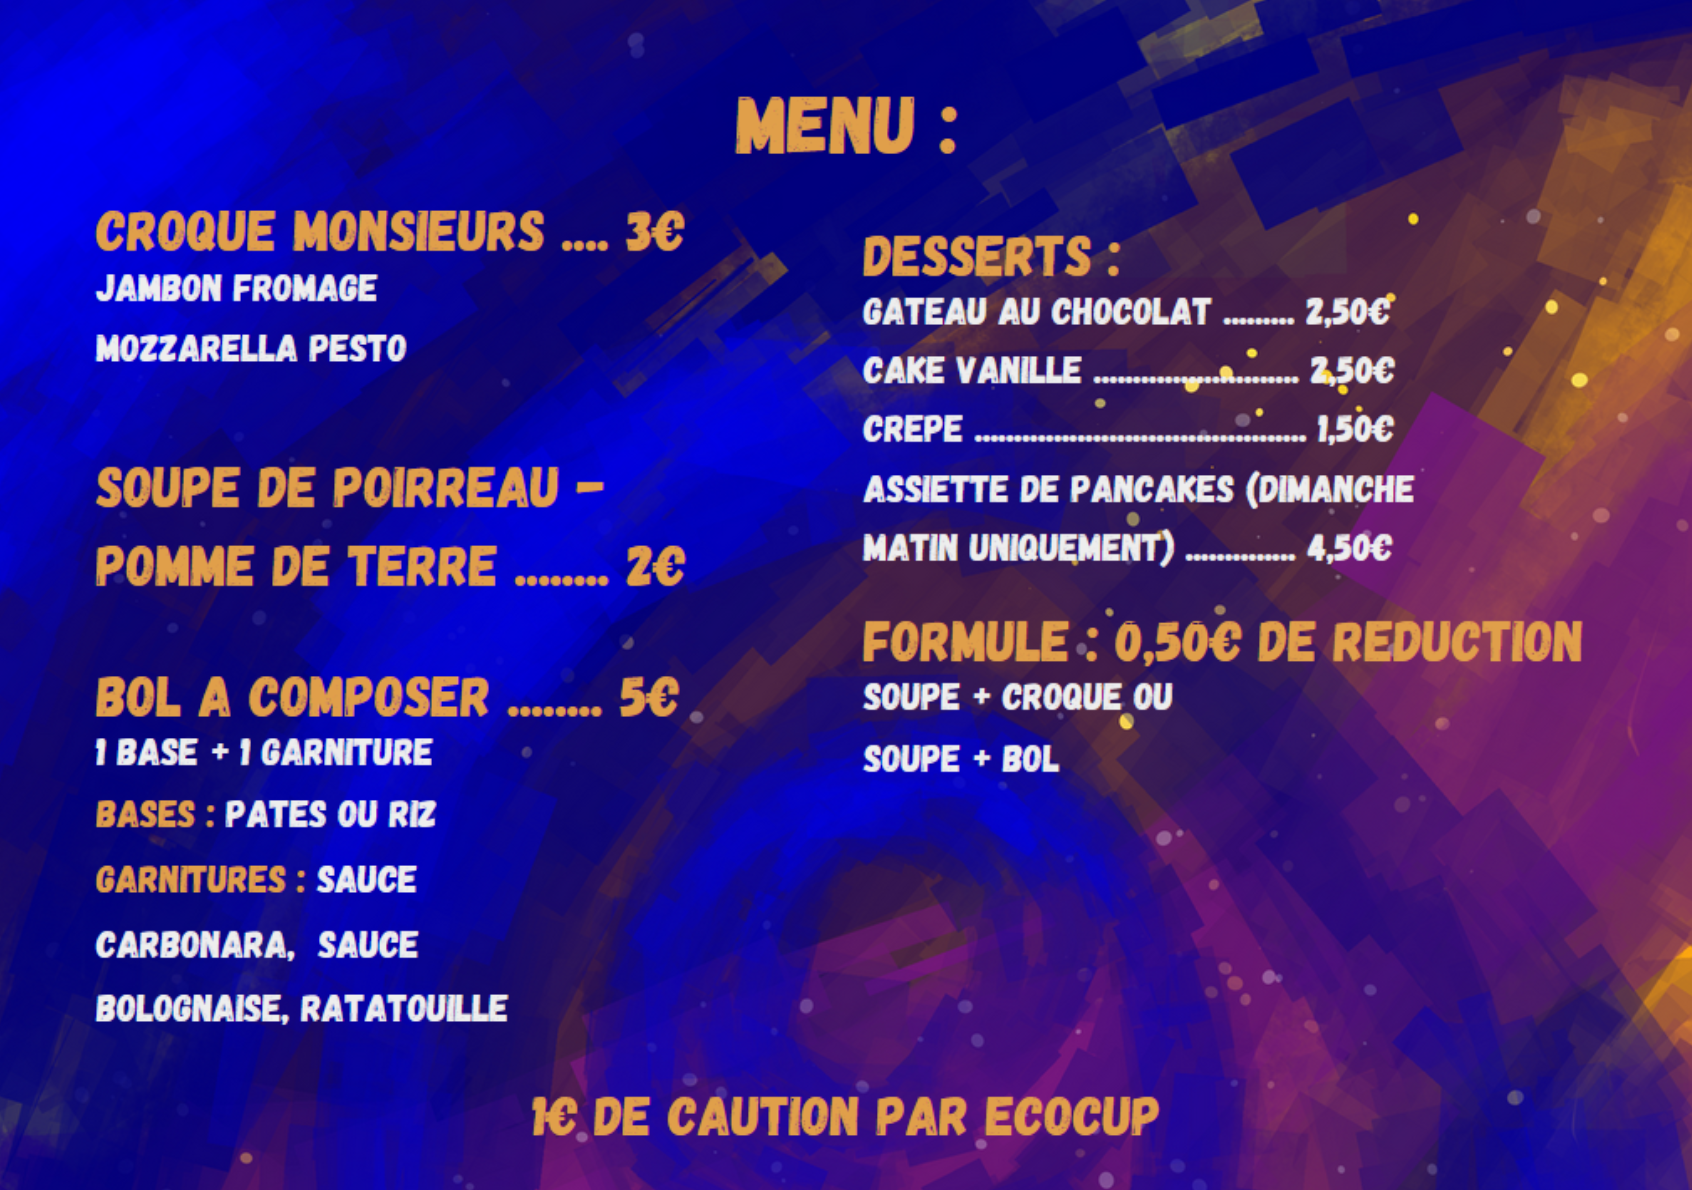 MENU :
CROQUE MONSIEURS .... 3€
JAMBON FROMAGE
MOZZARELLA PESTO
SOUPE DE POIRREAU -
POMME DE TERRE ........ 2€
BOL A COMPOSER ........ 5€
1 BASE + 1 GARNITURE
BASES : PATES OU RIZ
GARNITURES : SAUCE
CARBONARA, SAUCE
BOLOGNAISE, RATATOUILLE
DESSERTS :
GATEAU AU CHOCOLAT ......... 2,50€
CAKE VANILLE .......................... 2,50€
CREPE .......................................... 1,50€
ASSIETTE DE PANCAKES (DIMANCHE
MATIN UNIQUEMENT) .............. 4,50€
FORMULE : 0,50€ DE REDUCTION
SOUPE + CROQUE OU
SOUPE + BOL
1€ DE CAUTION PAR ECOCUP